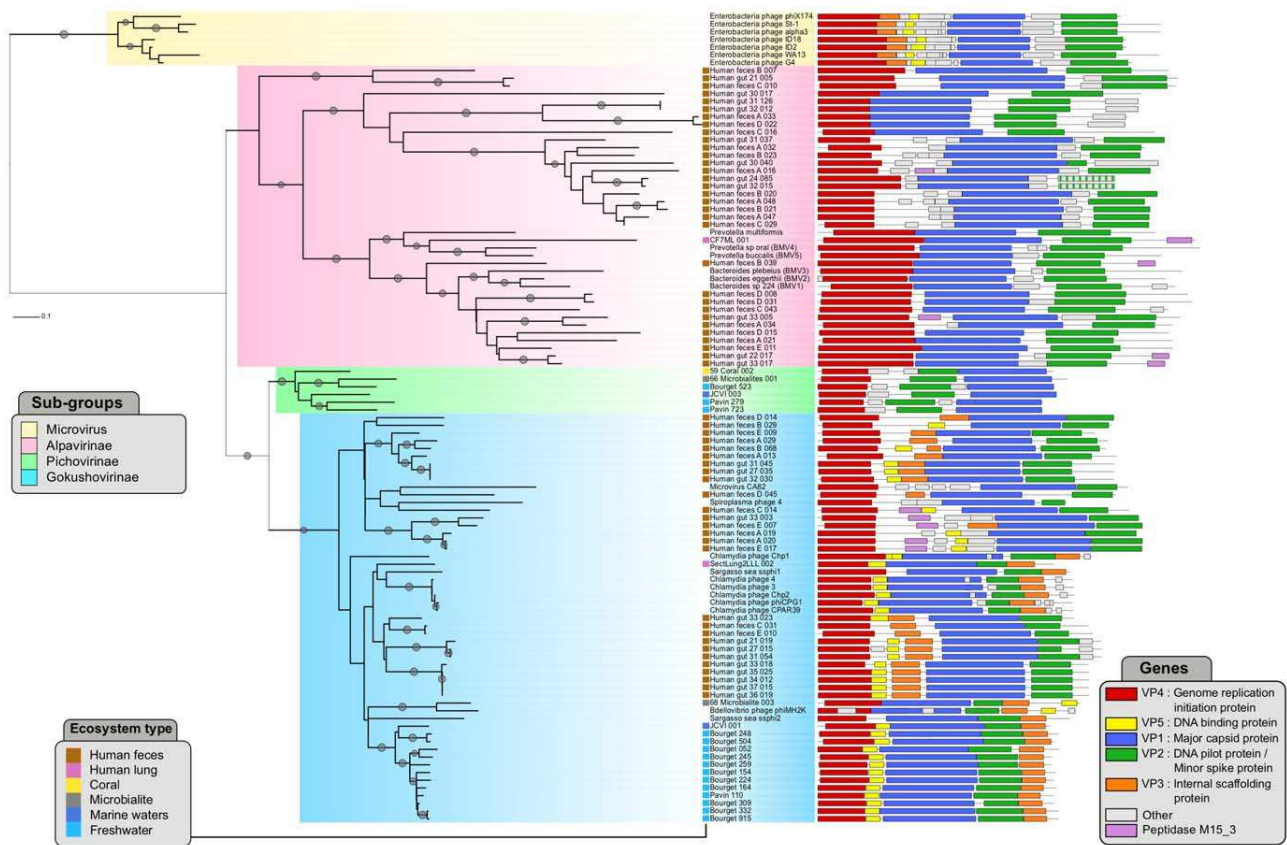 Enterobacteria phage phiX174
Enterobacteria phage St-1
Enterobacteria phage alpha3
Enterobacteria phage ID18
Enterobacteria phage ID2
Enterobacteria phage WA13
Enterobacteria phage G4
Human feces B 007
Human gut 21 005
Human feces C 010
Human gut 30 017
Human gut 31 126
Human gut 32 012
Human feces A 033
Human feces D 022
Human feces C 016
Human gut 31 037
Human feces A 032
Human feces B 023
Human gut 30 040
Human feces A 016
Human gut 24 085
Human gut 32 015
Human feces B 020
Human feces A 048
Human feces B 021
Human feces A 047
Human feces C 029
Prevotella multiformis
CF7ML 001
Prevotella sp oral (BMV4)
Prevotella buccalis (BMV5)
Human feces B 039
Bacteroides plebeius (BMV3)
Bacteroides eggerthii (BMV2)
Bacteroides sp 224 (BMV1)
Human feces D 008
Human feces D 031
Human feces C 043
Human gut 33 005
Human feces A 034
Human feces D 015
Human feces A 021
Human feces E 011
Human gut 22 017
Human gut 33 017
59 Coral 002
66 Microbialites 001
Bourget 523
JCVI 003
Pavin 279
Pavin 723
Human feces D 014
Human feces B 029
Human feces E 009
Human feces A 029
Human feces B 068
Human feces A 013
Human gut 31 045
Human gut 27 035
Human gut 32 030
Microvirus CA82
Human feces D 045
Spiroplasma phage 4
Human feces C 014
Human gut 33 003
Human feces E 007
Human feces A 019
Human feces A 020
Human feces E 017
Chlamydia phage Chp1
SectLung2LLL 002
Sargasso sea ssphi1
Chlamydia phage 4
Chlamydia phage 3
Chlamydia phage Chp2
Chlamydia phage phiCPG1
Chlamydia phage CPAR39
Human gut 33 023
Human feces C 031
Human feces E 010
Human gut 21 019
Human gut 27 015
Human gut 31 054
Human gut 33 018
Human gut 35 025
Human gut 34 012
Human gut 37 015
Human gut 36 019
68 Microbialite 003
Bdellovibrio phage phiMH2K
Sargasso sea ssphi2
JCVI 001
Bourget 248
Bourget 504
Bourget 052
Bourget 245
Bourget 259
Bourget 154
Bourget 224
Bourget 164
Pavin 110
Bourget 309
Bourget 332
Bourget 915
0.1
Sub-groups
Microvirus
Alpavirinae
Pichovirinae
Gokushovirinae
Ecosystem type
Human feces
Human lung
Coral
Microbialite
Marine waters
Freshwater
Genes
VP4 : Genome replication
initiation protein
VP5 : DNA binding protein
VP1 : Major capsid protein
VP2 : DNA pilot protein /
Minor spike protein
VP3 : Internal scaffolding
protein
Other
Peptidase M15_3